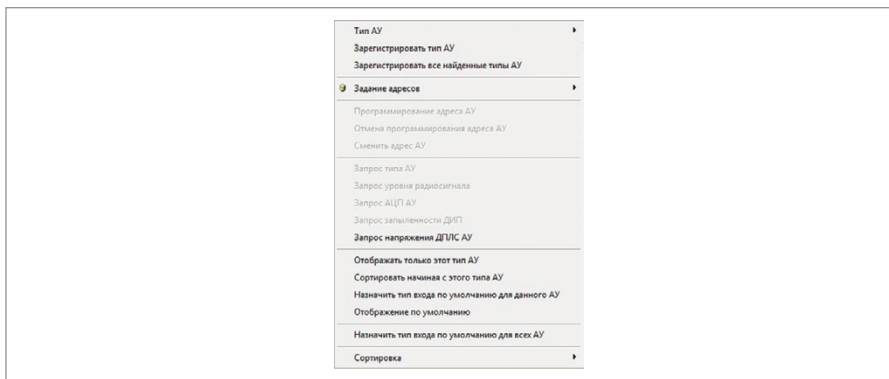 Тип АУ
Зарегистрировать тип АУ
Зарегистрировать все найденные типы АУ
Задание адресов
Программирование адреса АУ
Отмена программирования адреса АУ
Сменить адрес АУ
Запрос типа АУ
Запрос уровня радиосигнала
Запрос АЦП АУ
Запрос запыленности ДИП
Запрос напряжения ДПЛС АУ
Отображать только этот тип АУ
Сортировать начиная с этого типа АУ
Назначить тип входа по умолчанию для данного АУ
Отображение по умолчанию
Назначить тип входа по умолчанию для всех АУ
Сортировка